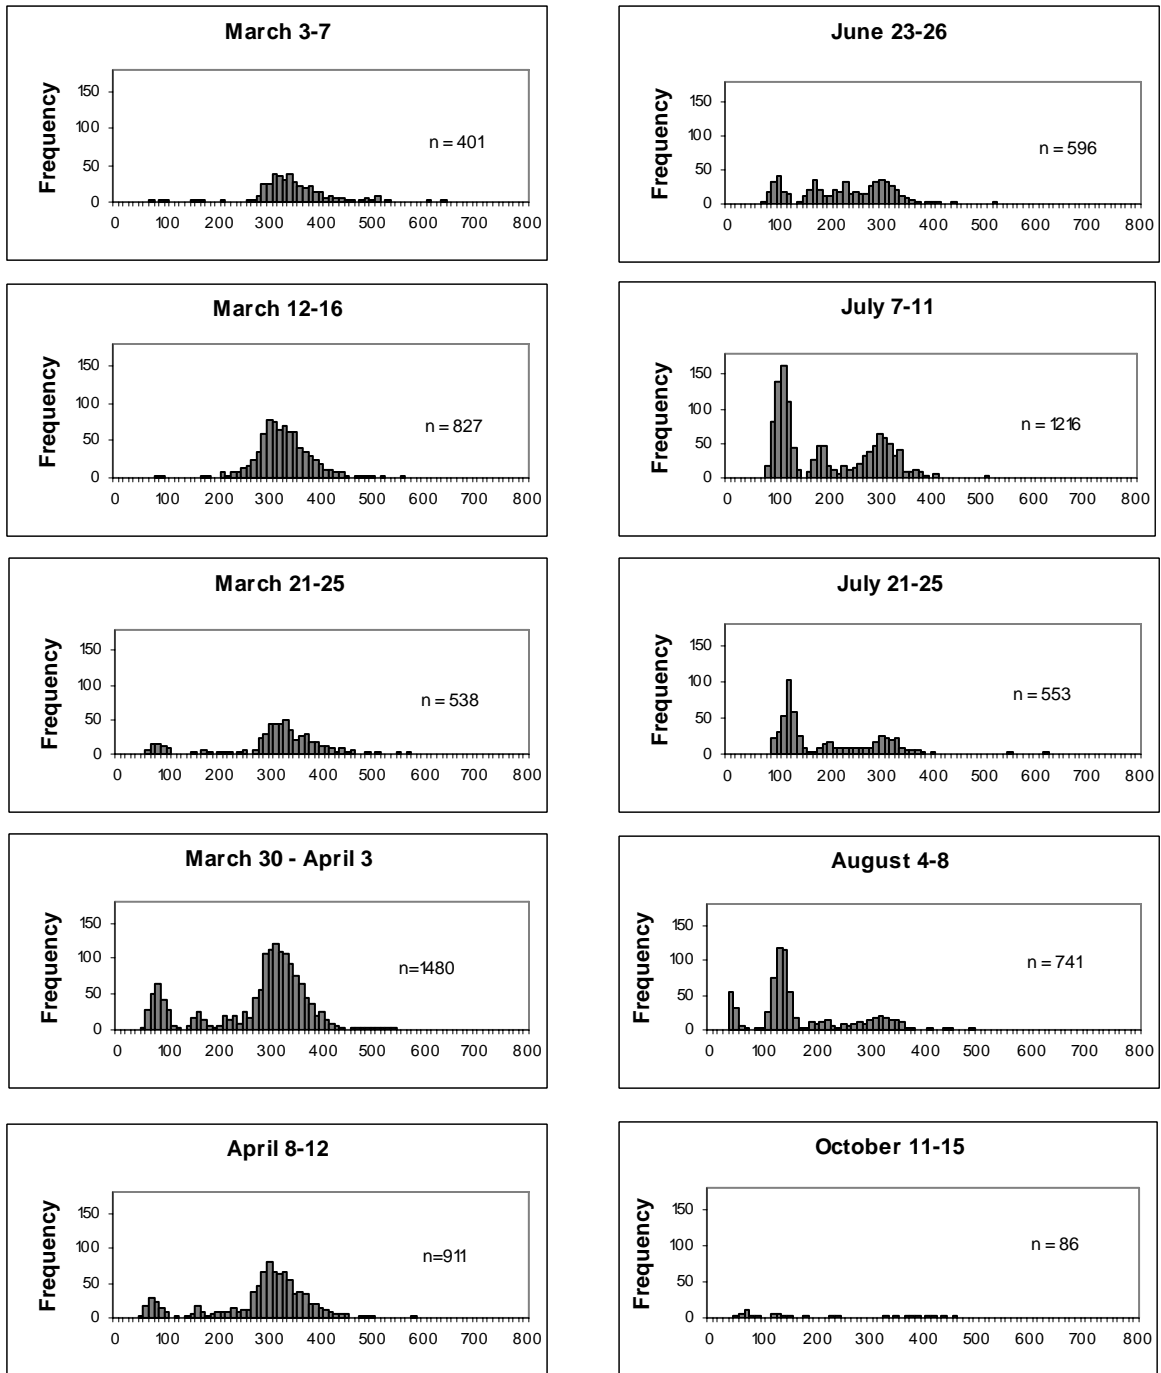 March 3-7
Frequency
150
100
50
0
n = 401
0 100 200 300 400 500 600 700 800
March 12-16
Frequency
150
100
50
0
n = 827
0 100 200 300 400 500 600 700 800
March 21-25
Frequency
150
100
50
0
n = 538
0 100 200 300 400 500 600 700 800
March 30 - April 3
Frequency
150
100
50
0
n=1480
0 100 200 300 400 500 600 700 800
April 8-12
Frequency
150
100
50
0
n=911
0 100 200 300 400 500 600 700 800
June 23-26
Frequency
150
100
50
0
n = 596
0 100 200 300 400 500 600 700 800
July 7-11
Frequency
150
100
50
0
n = 1216
0 100 200 300 400 500 600 700 800
July 21-25
Frequency
150
100
50
0
n = 553
0 100 200 300 400 500 600 700 800
August 4-8
Frequency
150
100
50
0
n = 741
0 100 200 300 400 500 600 700 800
October 11-15
Frequency
150
100
50
0
n = 86
0 100 200 300 400 500 600 700 800